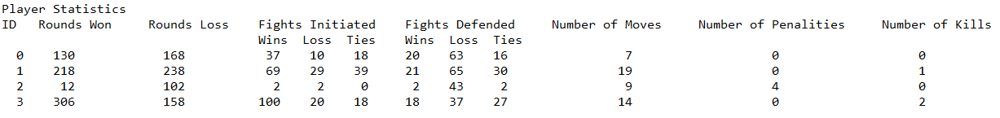 Player Statistics
ID Rounds Won Rounds Loss Fights Initiated Fights Defended Number of Moves Number of Penalities Number of Kills
Wins Loss Ties Wins Loss Ties
0 130 168 37 10 18 20 63 16 7 0 0
1 218 238 69 29 39 21 65 30 19 0 1
2 12 102 2 2 0 2 43 2 9 4 0
3 306 158 100 20 18 18 37 27 14 0 2